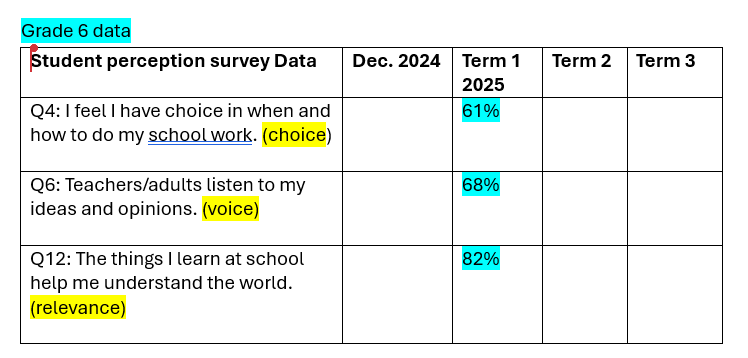 Grade 6 data
Student perception survey Data Dec. 2024 Term 1 Term 2 Term 3
2025
Q4: I feel I have choice in when and 61%
how to do my school work. (choice)
Q6: Teachers/adults listen to my 68%
ideas and opinions. (voice)
Q12: The things I learn at school 82%
help me understand the world.
(relevance)